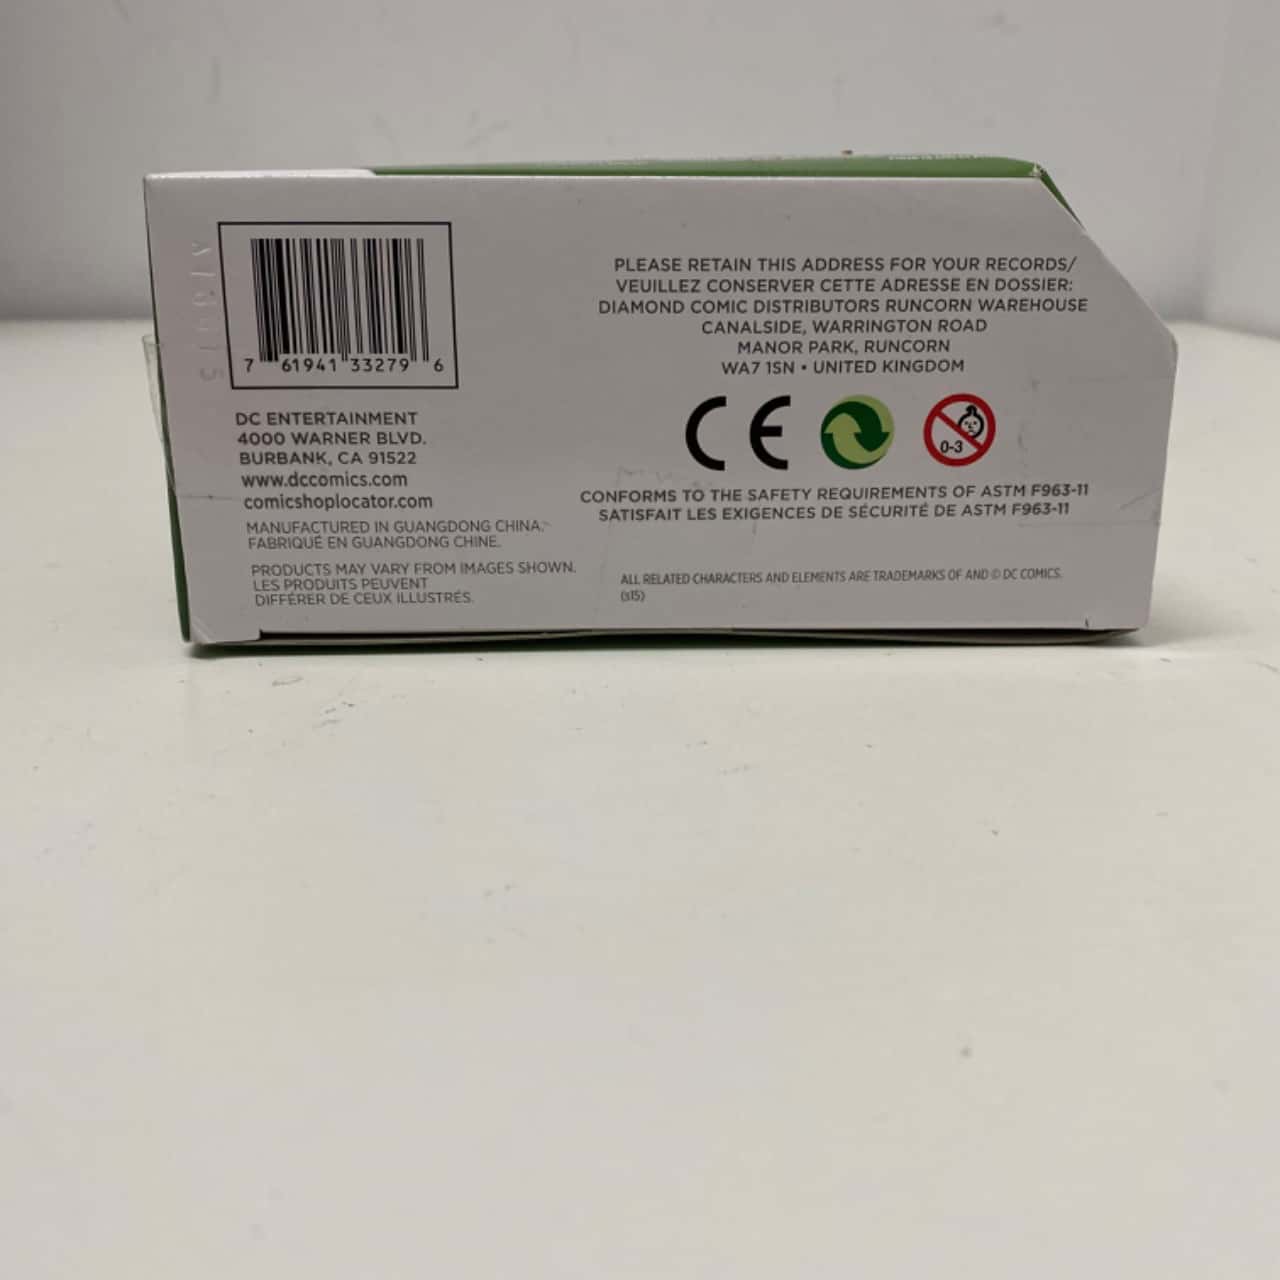 7 61941 33279 6
DC ENTERTAINMENT
4000 WARNER BLVD.
BURBANK, CA 91522
www.dccomics.com
comicshoplocator.com
MANUFACTURED IN GUANGDONG CHINA.
FABRIQUÉ EN GUANGDONG CHINE.
PRODUCTS MAY VARY FROM IMAGES SHOWN.
LES PRODUITS PEUVENT
DIFFÉRER DE CEUX ILLUSTRÉS.
PLEASE RETAIN THIS ADDRESS FOR YOUR RECORDS/
VEUILLEZ CONSERVER CETTE ADRESSE EN DOSSIER:
DIAMOND COMIC DISTRIBUTORS RUNCORN WAREHOUSE
CANALSIDE, WARRINGTON ROAD
MANOR PARK, RUNCORN
WA7 1SN • UNITED KINGDOM
CE
0-3
CONFORMS TO THE SAFETY REQUIREMENTS OF ASTM F963-11
SATISFAIT LES EXIGENCES DE SÉCURITÉ DE ASTM F963-11
ALL RELATED CHARACTERS AND ELEMENTS ARE TRADEMARKS OF AND © DC COMICS.
(s15)